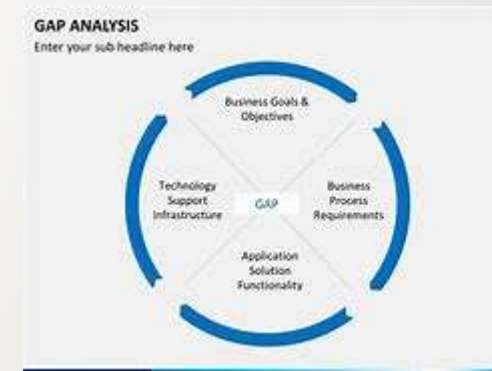 GAP ANALYSIS
Enter your sub headline here
Business Goals &
Objectives
Technology
Support
Infrastructure
GAP
Business
Process
Requirements
Application
Solution
Functionality